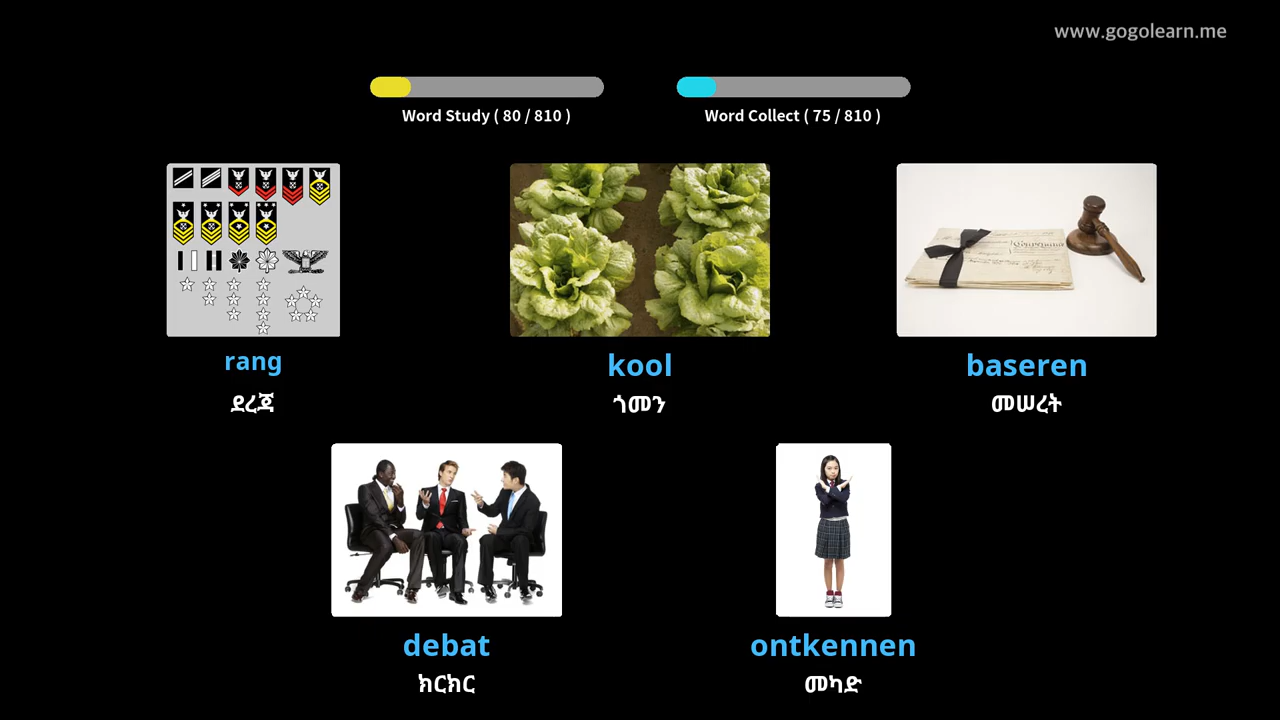 www.gogolearn.me
Word Study ( 80 / 810 )
Word Collect ( 75 / 810 )
rang
kool
baseren
ደረጃ
ጎመን
መሠረት
debat
ontkennen
ክርክር
መካድ